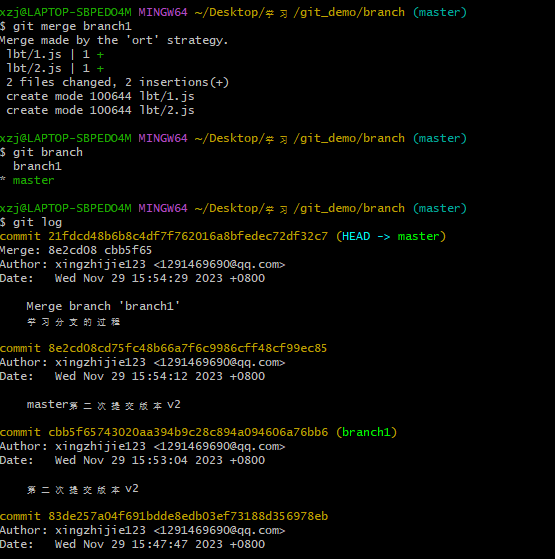 xzj@LAPTOP-SBPEDO4M MINGW64 ~/Desktop/学习/git_demo/branch (master)
$ git merge branch1
Merge made by the 'ort' strategy.
 lbt/1.js | 1 +
 lbt/2.js | 1 +
 2 files changed, 2 insertions(+)
 create mode 100644 lbt/1.js
 create mode 100644 lbt/2.js
xzj@LAPTOP-SBPEDO4M MINGW64 ~/Desktop/学习/git_demo/branch (master)
$ git branch
  branch1
* master
xzj@LAPTOP-SBPEDO4M MINGW64 ~/Desktop/学习/git_demo/branch (master)
$ git log
commit 21fdcd48b6b8c4df7f762016a8bfedec72df32c7 (HEAD -> master)
Merge: 8e2cd08 cbb5f65
Author: xingzhijie123 <1291469690@qq.com>
Date:   Wed Nov 29 15:54:29 2023 +0800
    Merge branch 'branch1'
    学习分支的过程
commit 8e2cd08cd75fc48b66a7f6c9986cff48cf99ec85
Author: xingzhijie123 <1291469690@qq.com>
Date:   Wed Nov 29 15:54:12 2023 +0800
    master第二次提交版本v2
commit cbb5f65743020aa394b9c28c894a094606a76bb6 (branch1)
Author: xingzhijie123 <1291469690@qq.com>
Date:   Wed Nov 29 15:53:04 2023 +0800
    第二次提交版本v2
commit 83de257a04f691bdde8edb03ef73188d356978eb
Author: xingzhijie123 <1291469690@qq.com>
Date:   Wed Nov 29 15:47:47 2023 +0800